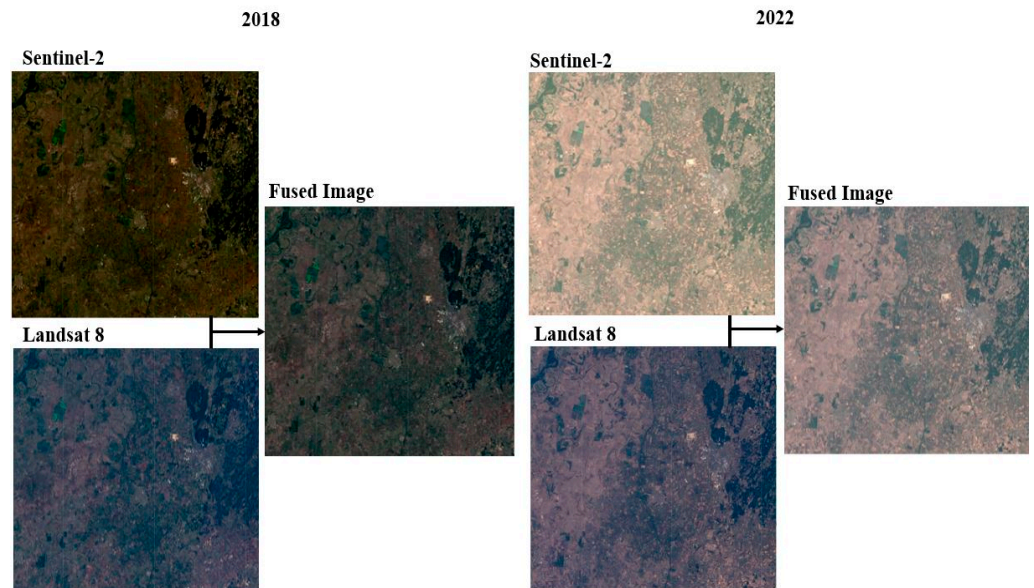 2018
2022
Sentinel-2
Landsat 8
Fused Image
Sentinel-2
Landsat 8
Fused Image